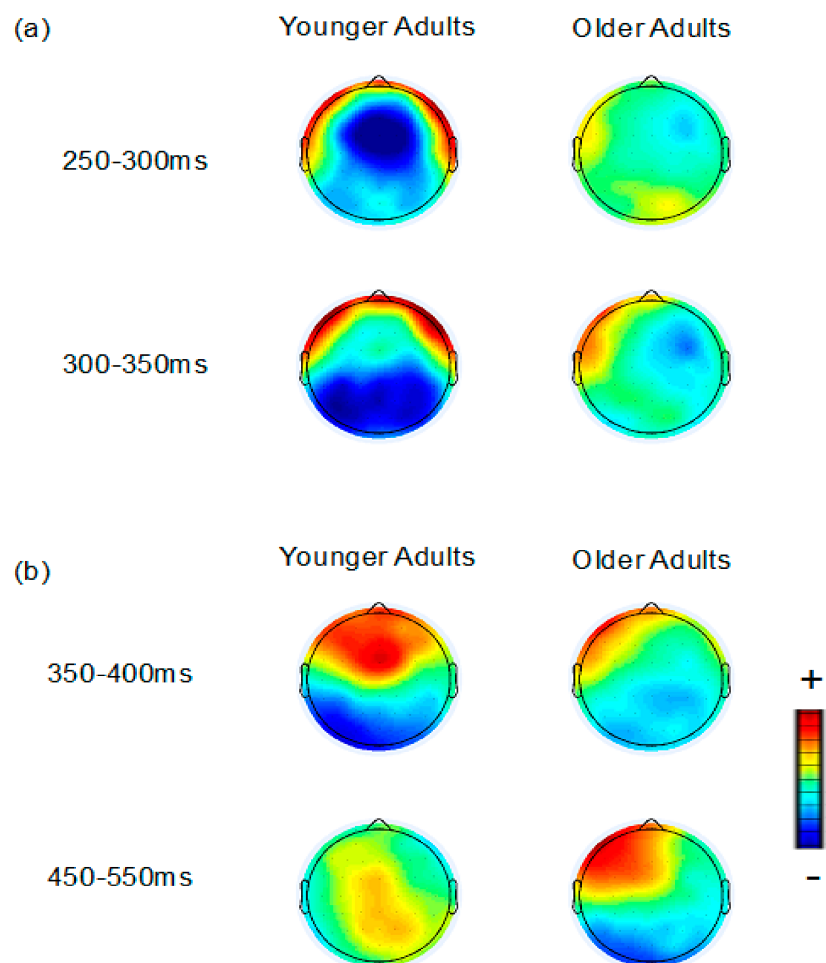 (a) Younger Adults Older Adults
250-300ms
300-350ms
(b) Younger Adults Older Adults
350-400ms
+
450-550ms
-